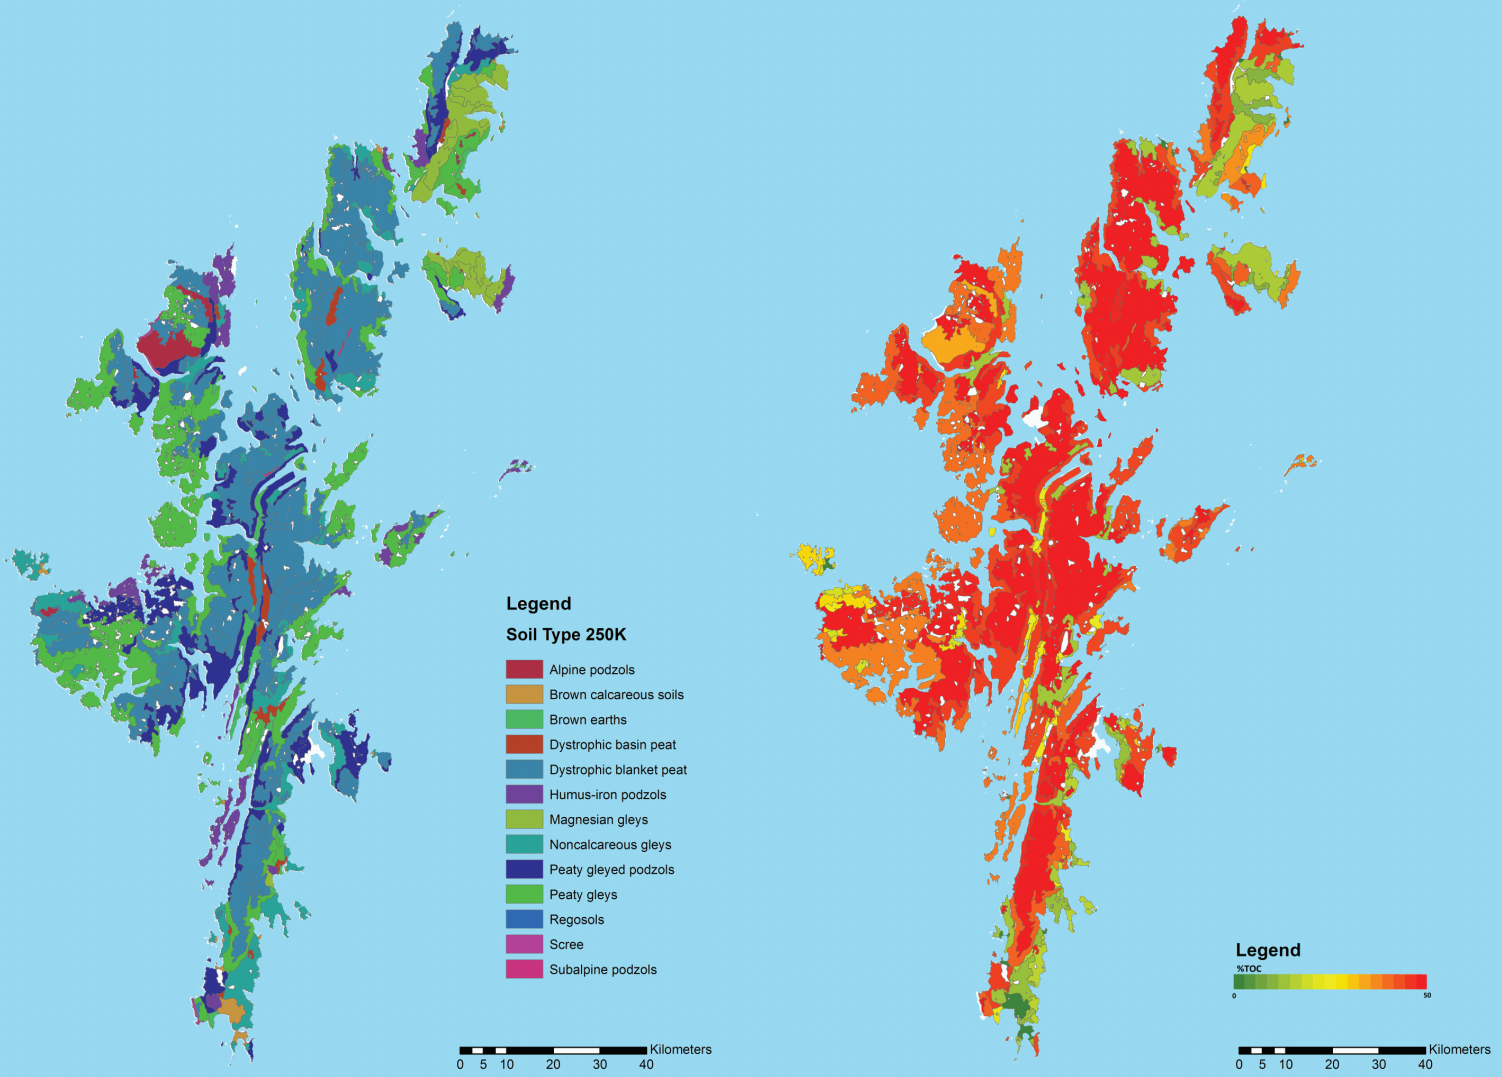 Legend
Soil Type 250K
Alpine podzols
Brown calcareous soils
Brown earths
Dystrophic basin peat
Dystrophic blanket peat
Humus-iron podzols
Magnesian gleys
Noncalcareous gleys
Peaty gleyed podzols
Peaty gleys
Regosols
Scree
Subalpine podzols
Kilometers
0 5 10 20 30 40
Legend
%TOC
0 50
Kilometers
0 5 10 20 30 40